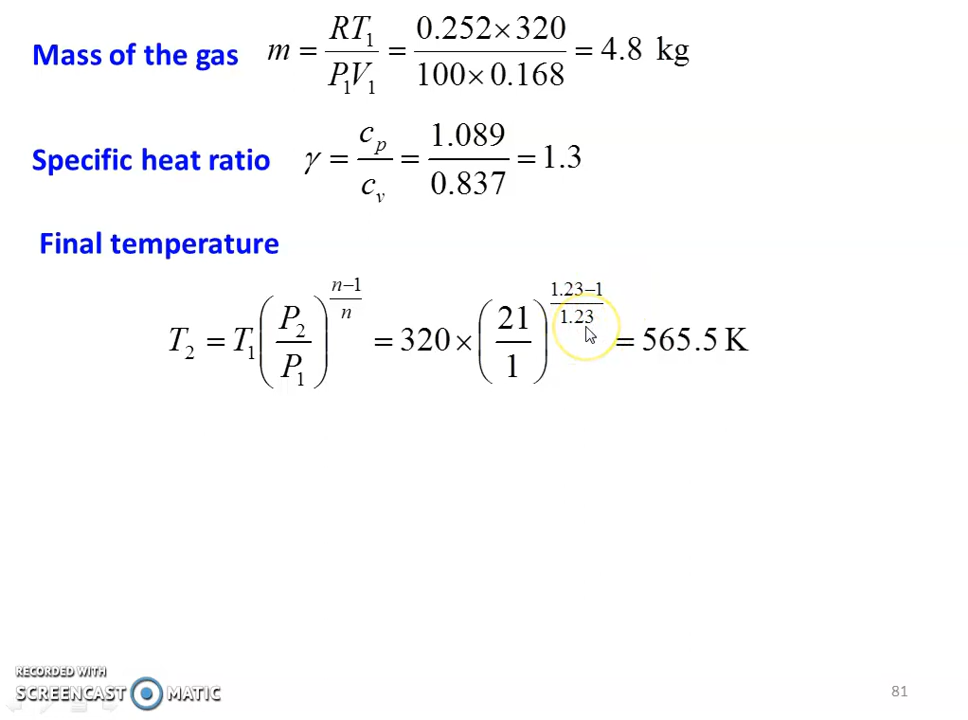 Mass of the gas m = RT₁/P₁V₁ = 0.252×320/100×0.168 = 4.8 kg
Specific heat ratio γ = cₚ/cᵥ = 1.089/0.837 = 1.3
Final temperature
T₂ = T₁(P₂/P₁)^((n−1)/n) = 320×(21/1)^((1.23−1)/1.23) = 565.5 K
RECORDED WITH
SCREENCAST MATIC
81